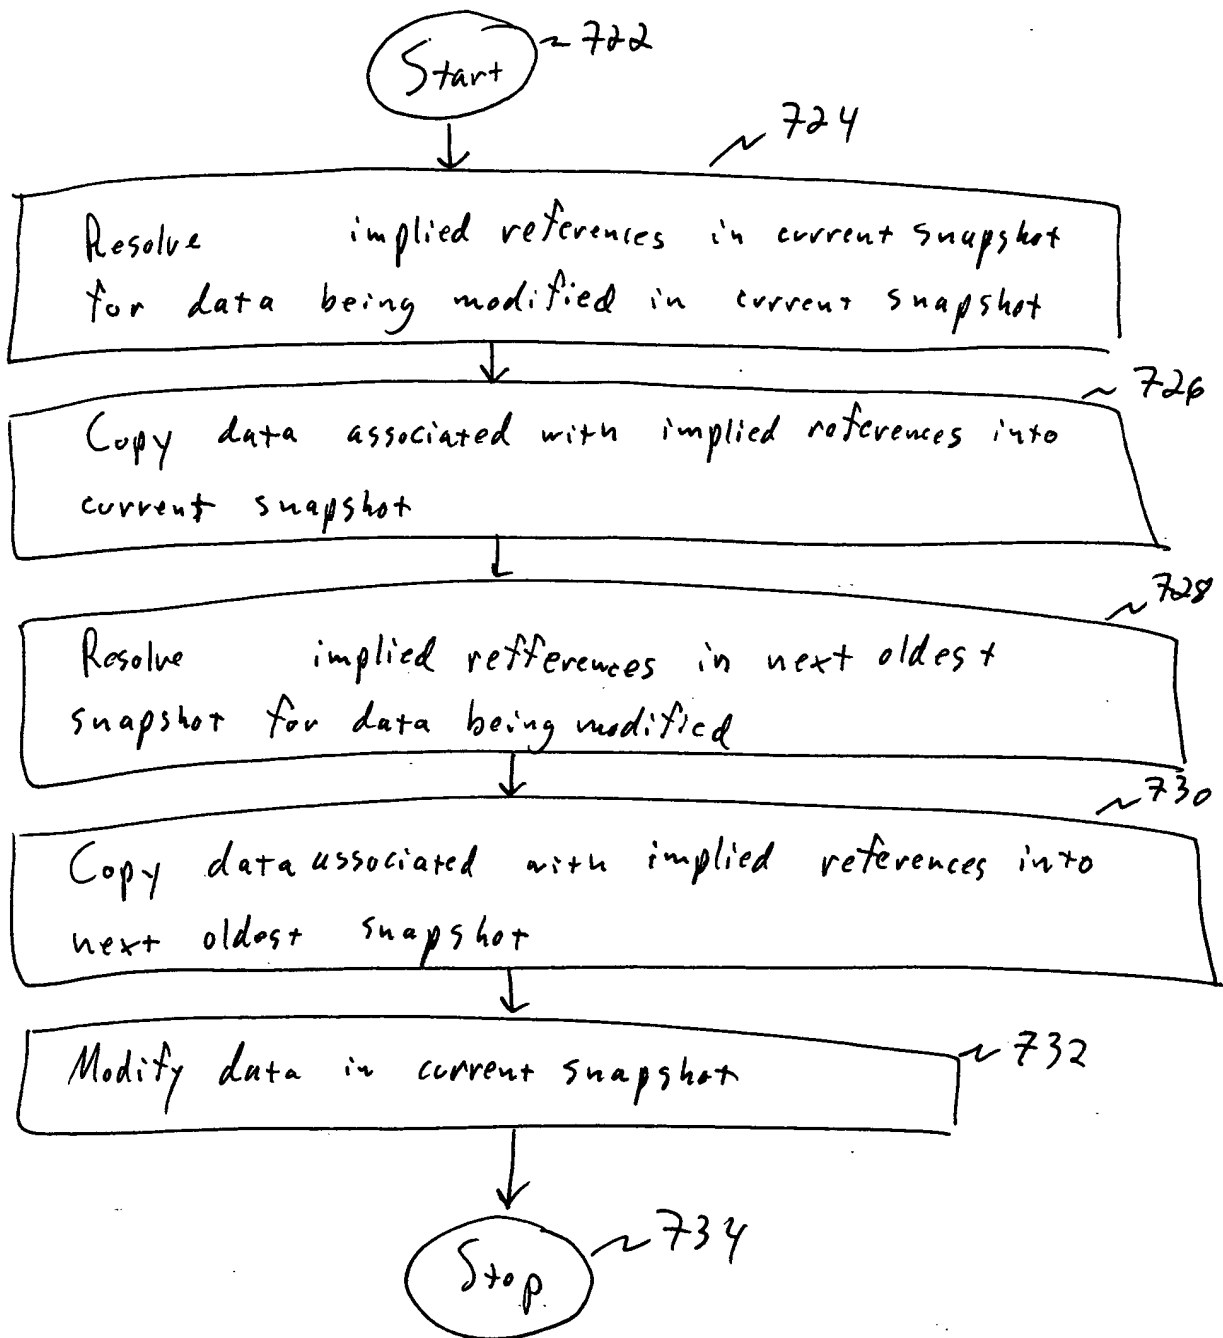 Start
722
724
Resolve implied references in current snapshot
for data being modified in current snapshot
726
Copy data associated with implied references into
current snapshot
728
Resolve implied refferences in next oldest
snapshot for data being modified
730
Copy data associated with implied references into
next oldest snapshot
732
Modify data in current snapshot
734
Stop